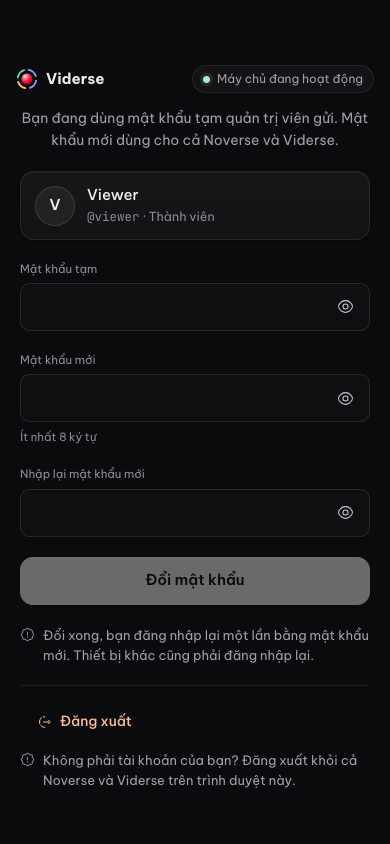 Viderse
Máy chủ đang hoạt động
Bạn đang dùng mật khẩu tạm quản trị viên gửi. Mật
khẩu mới dùng cho cả Noverse và Viderse.
V
Viewer
@viewer · Thành viên
Mật khẩu tạm
Mật khẩu mới
Ít nhất 8 ký tự
Nhập lại mật khẩu mới
Đổi mật khẩu
Đổi xong, bạn đăng nhập lại một lần bằng mật khẩu
mới. Thiết bị khác cũng phải đăng nhập lại.
Đăng xuất
Không phải tài khoản của bạn? Đăng xuất khỏi cả
Noverse và Viderse trên trình duyệt này.